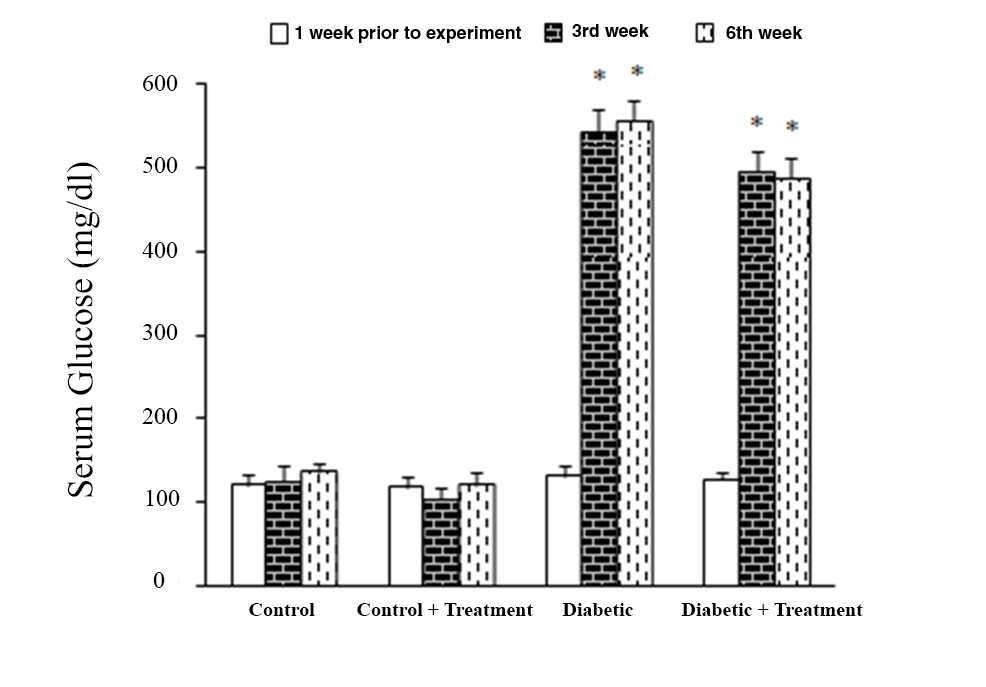 1 week prior to experiment 3rd week 6th week
* * * *
Serum Glucose (mg/dl)
600
500
400
300
200
100
0
Control Control + Treatment Diabetic Diabetic + Treatment